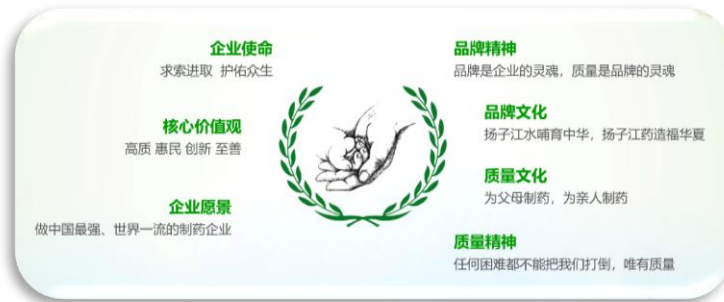 企业使命
求索进取 护佑众生
核心价值观
高质 惠民 创新 至善
企业愿景
做中国最强、世界一流的制药企业
品牌精神
品牌是企业的灵魂，质量是品牌的灵魂
品牌文化
扬子江水哺育中华，扬子江药造福华夏
质量文化
为父母制药，为亲人制药
质量精神
任何困难都不能把我们打倒，唯有质量